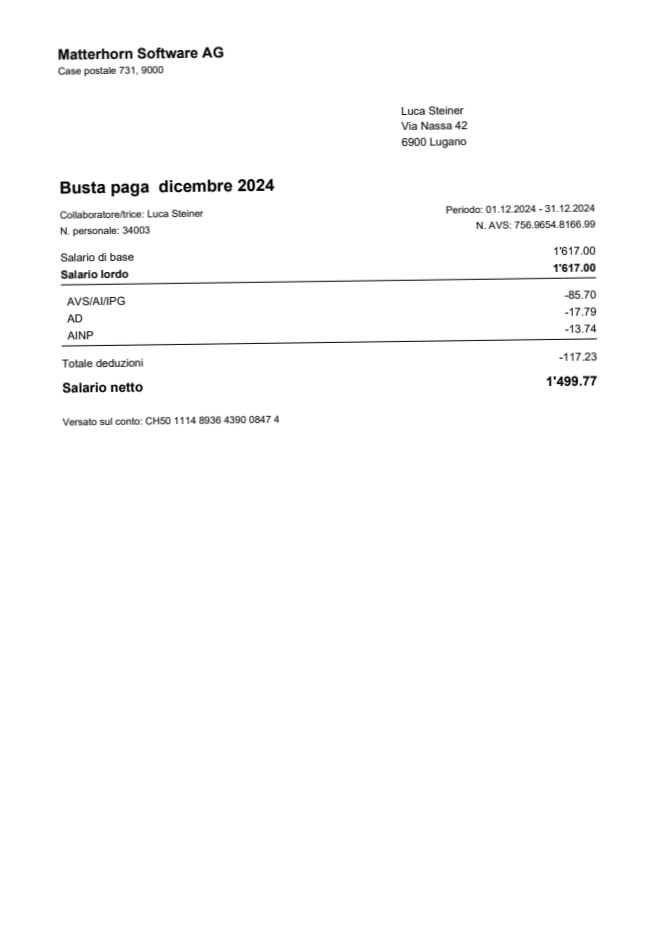 Matterhorn Software AG
Case postale 731, 9000
Luca Steiner
Via Nassa 42
6900 Lugano
Busta paga dicembre 2024
Collaboratore/trice: Luca Steiner
Periodo: 01.12.2024 - 31.12.2024
N. personale: 34003
N. AVS: 756.9654.8166.99
Salario di base 1'617.00
Salario lordo 1'617.00
AVS/AI/IPG -85.70
AD -17.79
AINP -13.74
Totale deduzioni -117.23
Salario netto 1'499.77
Versato sul conto: CH50 1114 8936 4390 0847 4